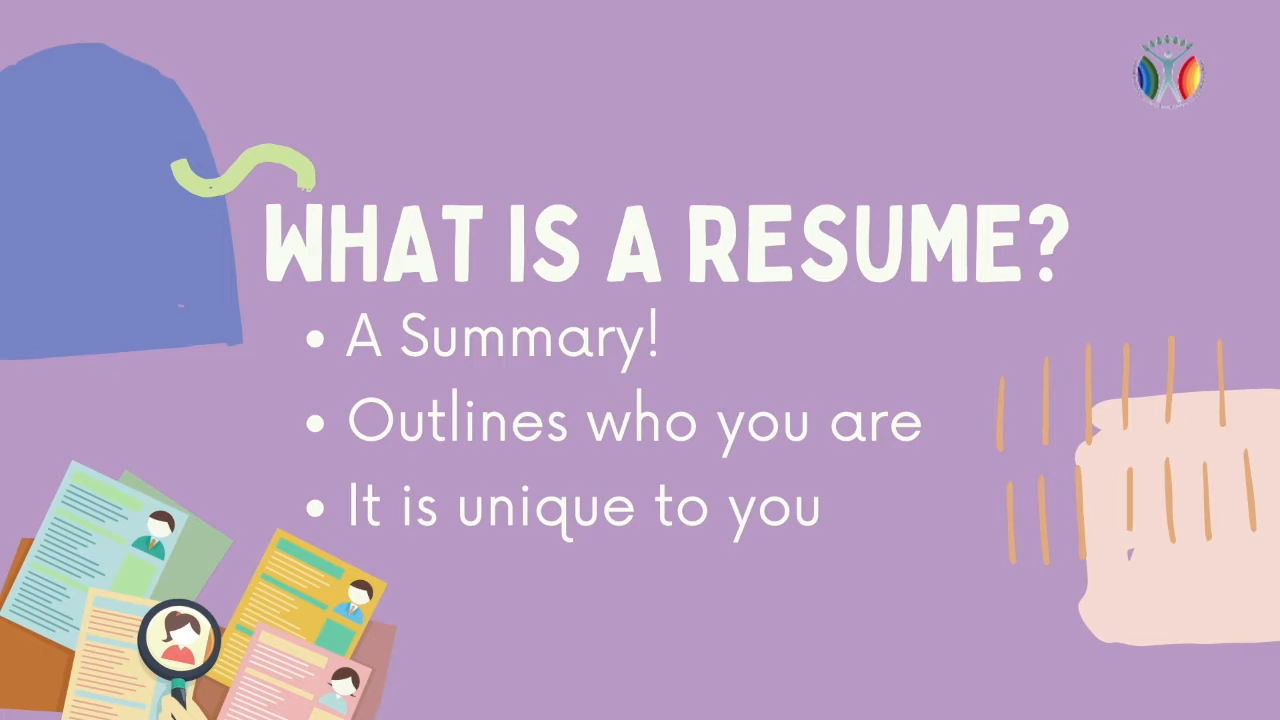 WHAT IS A RESUME?
• A Summary!
• Outlines who you are
• It is unique to you